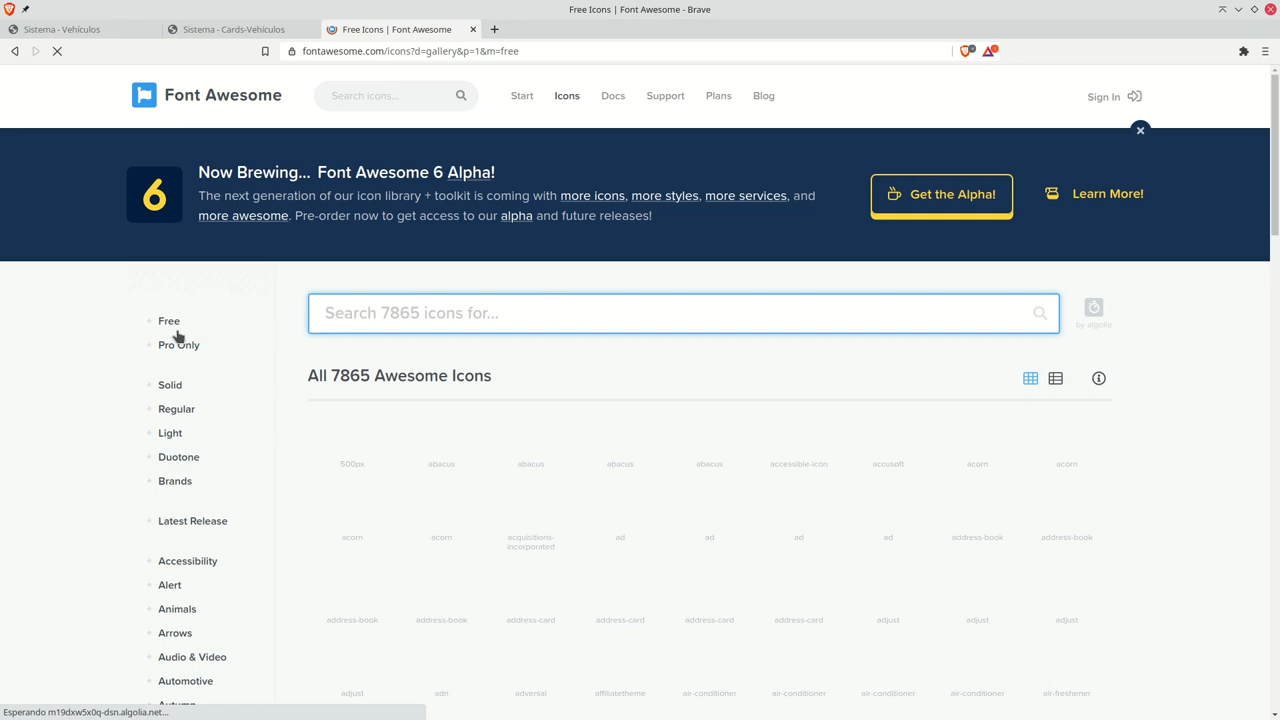 Free Icons | Font Awesome - Brave
Sistema - Vehículos
Sistema - Cards-Vehículos
Free Icons | Font Awesome
fontawesome.com/icons?d=gallery&p=1&m=free
Font Awesome
Search icons...
Start
Icons
Docs
Support
Plans
Blog
Sign In
6
Now Brewing... Font Awesome 6 Alpha!
The next generation of our icon library + toolkit is coming with more icons, more styles, more services, and
more awesome. Pre-order now to get access to our alpha and future releases!
Get the Alpha!
Learn More!
Free
Pro Only
Solid
Regular
Light
Duotone
Brands
Latest Release
Accessibility
Alert
Animals
Arrows
Audio & Video
Automotive
Autumn
Search 7865 icons for...
by algolia
All 7865 Awesome Icons
500px abacus abacus abacus abacus accessible-icon accusoft acorn acorn
acorn acorn acquisitions-incorporated ad ad ad ad address-book address-book
address-book address-book address-card address-card address-card address-card adjust adjust adjust
adjust adn adversal affiliatetheme air-conditioner air-conditioner air-conditioner air-conditioner air-freshener
Esperando m19dxw5x0q-dsn.algolia.net...